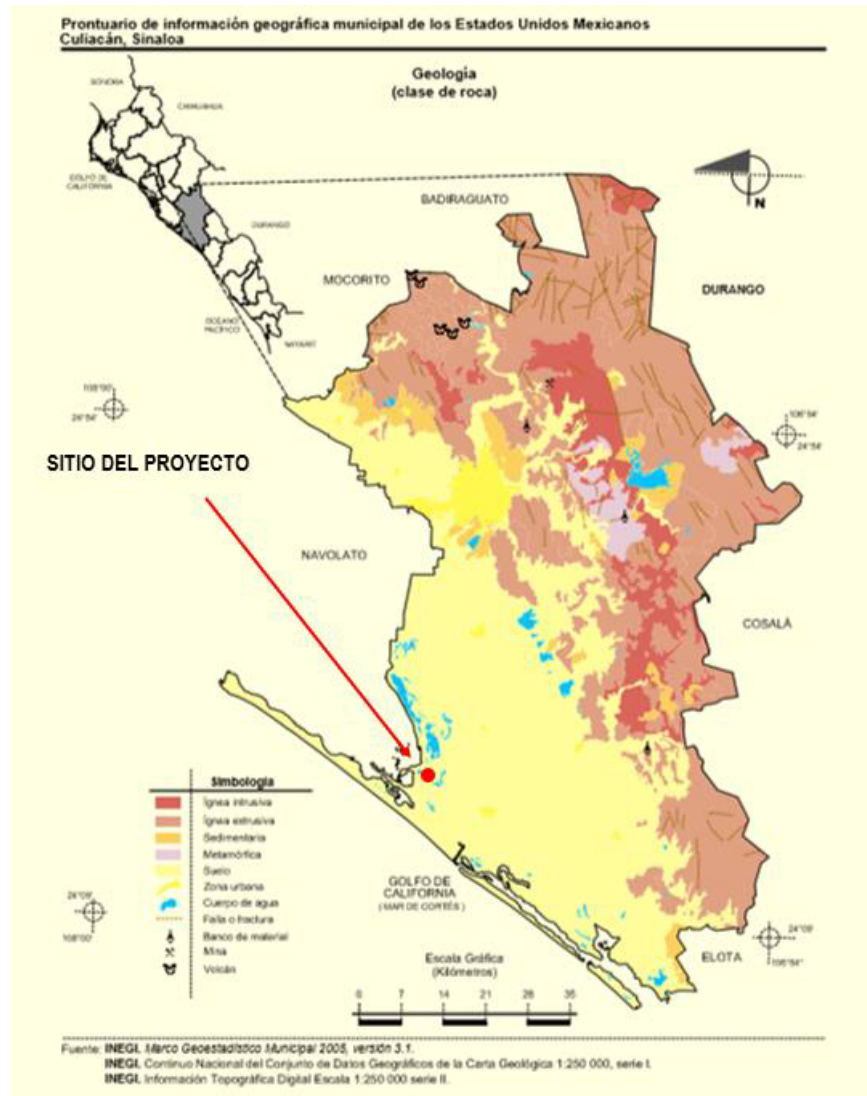 Prontuario de información geográfica municipal de los Estados Unidos Mexicanos
Culiacán, Sinaloa
Geología
(clase de roca)
SONORA
CHIHUAHUA
GOLFO DE
CALIFORNIA
DURANGO
OCÉANO
PACÍFICO
NAYARIT
N
BADIRAGUATO
MOCORITO
DURANGO
108°00'
24°54'
106°54'
24°54'
SITIO DEL PROYECTO
NAVOLATO
COSALÁ
Simbología
Ígnea intrusiva
Ígnea extrusiva
Sedimentaria
Metamórfica
Suelo
Zona urbana
Cuerpo de agua
Falla o fractura
Banco de material
Mina
Volcán
GOLFO DE
CALIFORNIA
( MAR DE CORTÉS )
24°09'
108°00'
24°09'
106°54'
ELOTA
Escala Gráfica
(Kilómetros)
0 7 14 21 28 35
Fuente: INEGI. Marco Geoestadístico Municipal 2005, versión 3.1.
INEGI. Continuo Nacional del Conjunto de Datos Geográficos de la Carta Geológica 1:250 000, serie I.
INEGI. Información Topográfica Digital Escala 1:250 000 serie II.